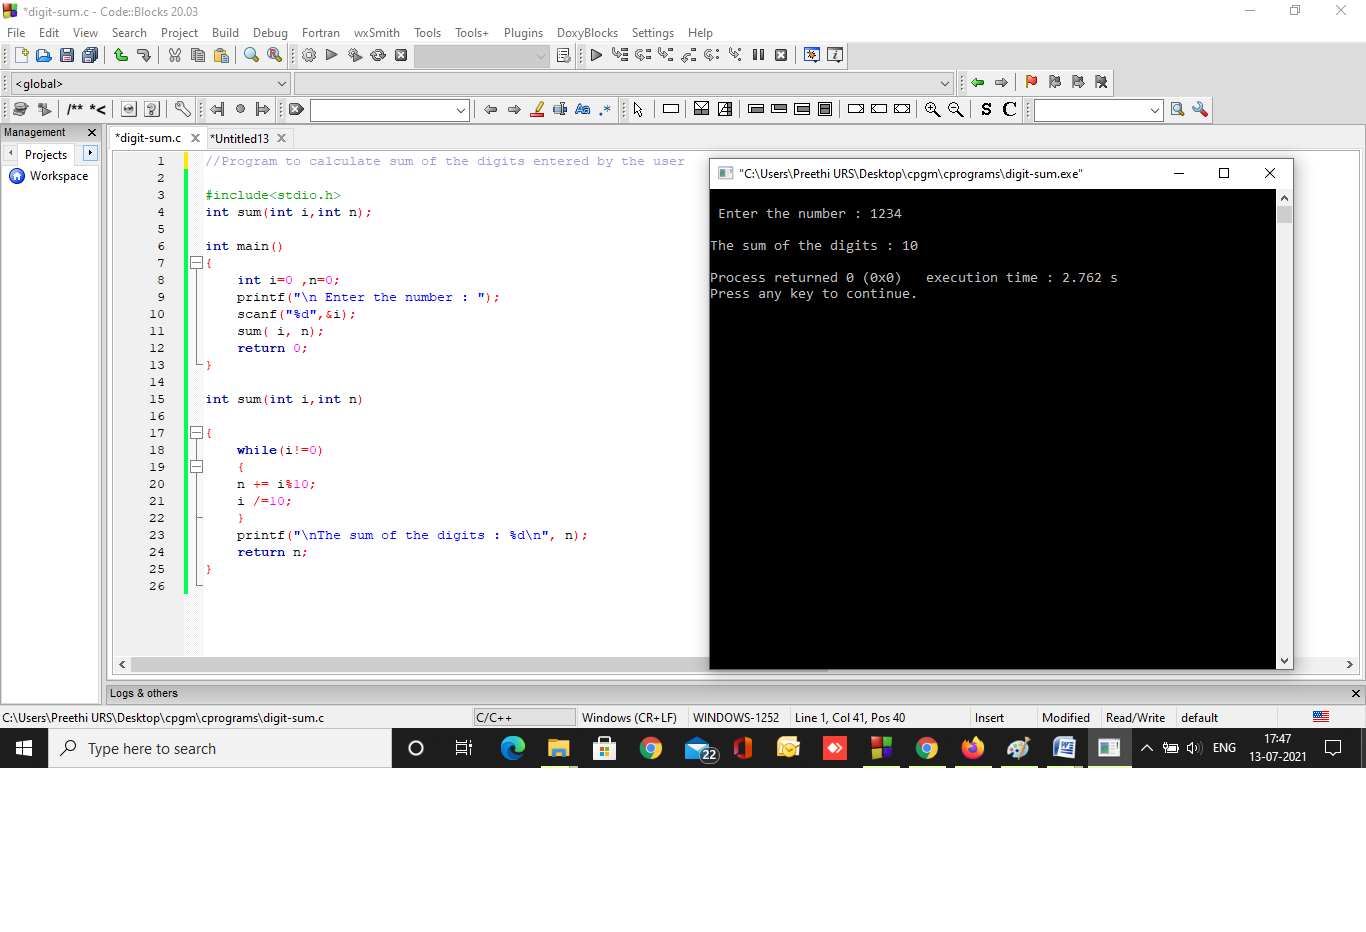 *digit-sum.c - Code::Blocks 20.03
File Edit View Search Project Build Debug Fortran wxSmith Tools Tools+ Plugins DoxyBlocks Settings Help
<global>
/** *<
Aa .*
S C
Management
*digit-sum.c
*Untitled13
Projects
Workspace
1 //Program to calculate sum of the digits entered by the user
2
3 #include<stdio.h>
4 int sum(int i,int n);
5
6 int main()
7 {
8 int i=0 ,n=0;
9 printf("\n Enter the number : ");
10 scanf("%d",&i);
11 sum( i, n);
12 return 0;
13 }
14
15 int sum(int i,int n)
16
17 {
18 while(i!=0)
19 {
20 n += i%10;
21 i /=10;
22 }
23 printf("\nThe sum of the digits : %d\n", n);
24 return n;
25 }
26
"C:\Users\Preethi URS\Desktop\cpgm\cprograms\digit-sum.exe"
Enter the number : 1234
The sum of the digits : 10
Process returned 0 (0x0)   execution time : 2.762 s
Press any key to continue.
Logs & others
C:\Users\Preethi URS\Desktop\cpgm\cprograms\digit-sum.c C/C++ Windows (CR+LF) WINDOWS-1252 Line 1, Col 41, Pos 40 Insert Modified Read/Write default
Type here to search
22
ENG
17:47
13-07-2021